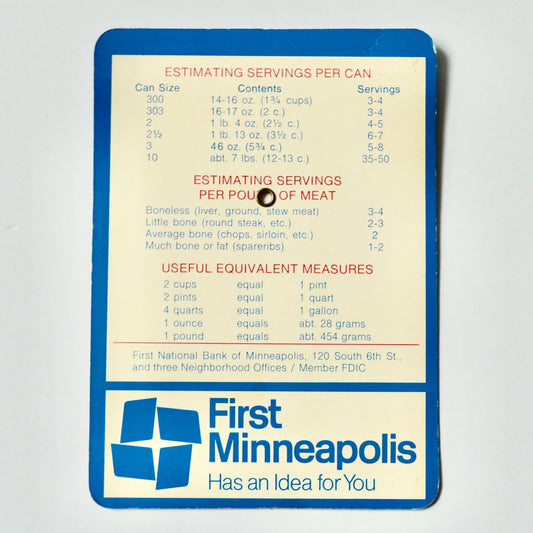 ESTIMATING SERVINGS PER CAN
Can Size Contents Servings
300 14-16 oz. (1¾ cups) 3-4
303 16-17 oz. (2 c.) 3-4
2 1 lb. 4 oz. (2½ c.) 4-5
2½ 1 lb. 13 oz. (3½ c.) 6-7
3 46 oz. (5¾ c.) 5-8
10 abt. 7 lbs. (12-13 c.) 35-50
ESTIMATING SERVINGS
PER OF MEAT
Boneless (liver, ground, stew meat) 3-4
Little bone (round steak, etc.) 2-3
Average bone (chops, sirloin, etc.) 2
Much bone or fat (spareribs) 1-2
USEFUL EQUIVALENT MEASURES
2 cups equal 1 pint
2 pints equal 1 quart
4 quarts equal 1 gallon
1 ounce equals abt. 28 grams
1 pound equals abt. 454 grams
First National Bank of Minneapolis, 120 South 6th St.,
and three Neighborhood Offices / Member FDIC
First
Minneapolis
Has an Idea for You